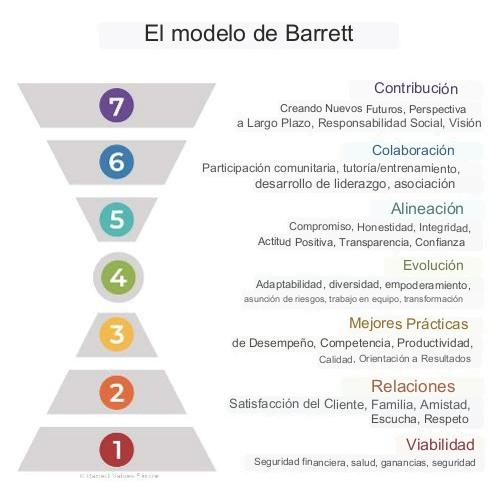 El modelo de Barrett
7
Contribución
Creando Nuevos Futuros, Perspectiva
a Largo Plazo, Responsabilidad Social, Visión
6
Colaboración
Participación comunitaria, tutoría/entrenamiento,
desarrollo de liderazgo, asociación
5
Alineación
Compromiso, Honestidad, Integridad,
Actitud Positiva, Transparencia, Confianza
4
Evolución
Adaptabilidad, diversidad, empoderamiento,
asunción de riesgos, trabajo en equipo, transformación
3
Mejores Prácticas
de Desempeño, Competencia, Productividad,
Calidad, Orientación a Resultados
2
Relaciones
Satisfacción del Cliente, Familia, Amistad,
Escucha, Respeto
1
Viabilidad
Seguridad financiera, salud, ganancias, seguridad
© Barrett Values Centre